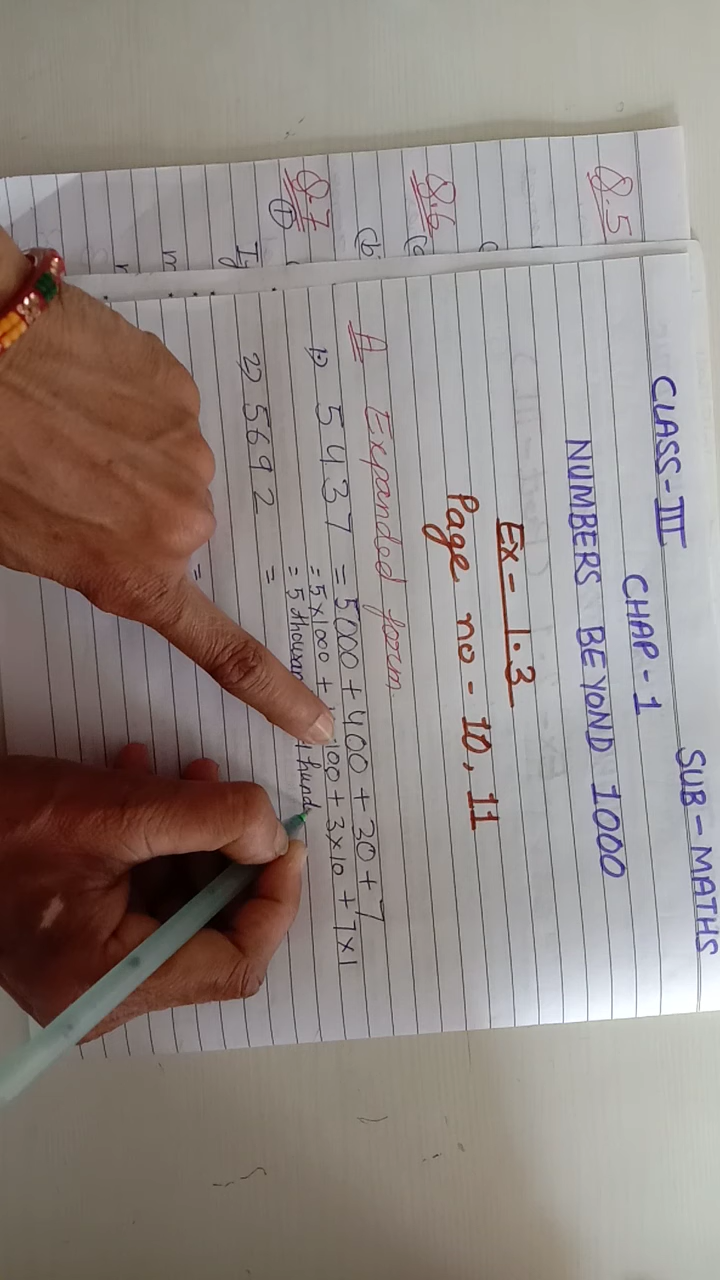 CLASS-III SUB-MATHS
CHAP-1
NUMBERS BEYOND 1000
Ex-1.3
Page no-10, 11
A Expanded form
1) 5437 = 5000 + 400 + 30 + 7
= 5×1000 + 100 + 3×10 + 7×1
= 5 hund
2) 5692 =
=
Q.5
Q.6
(b)
Q.7